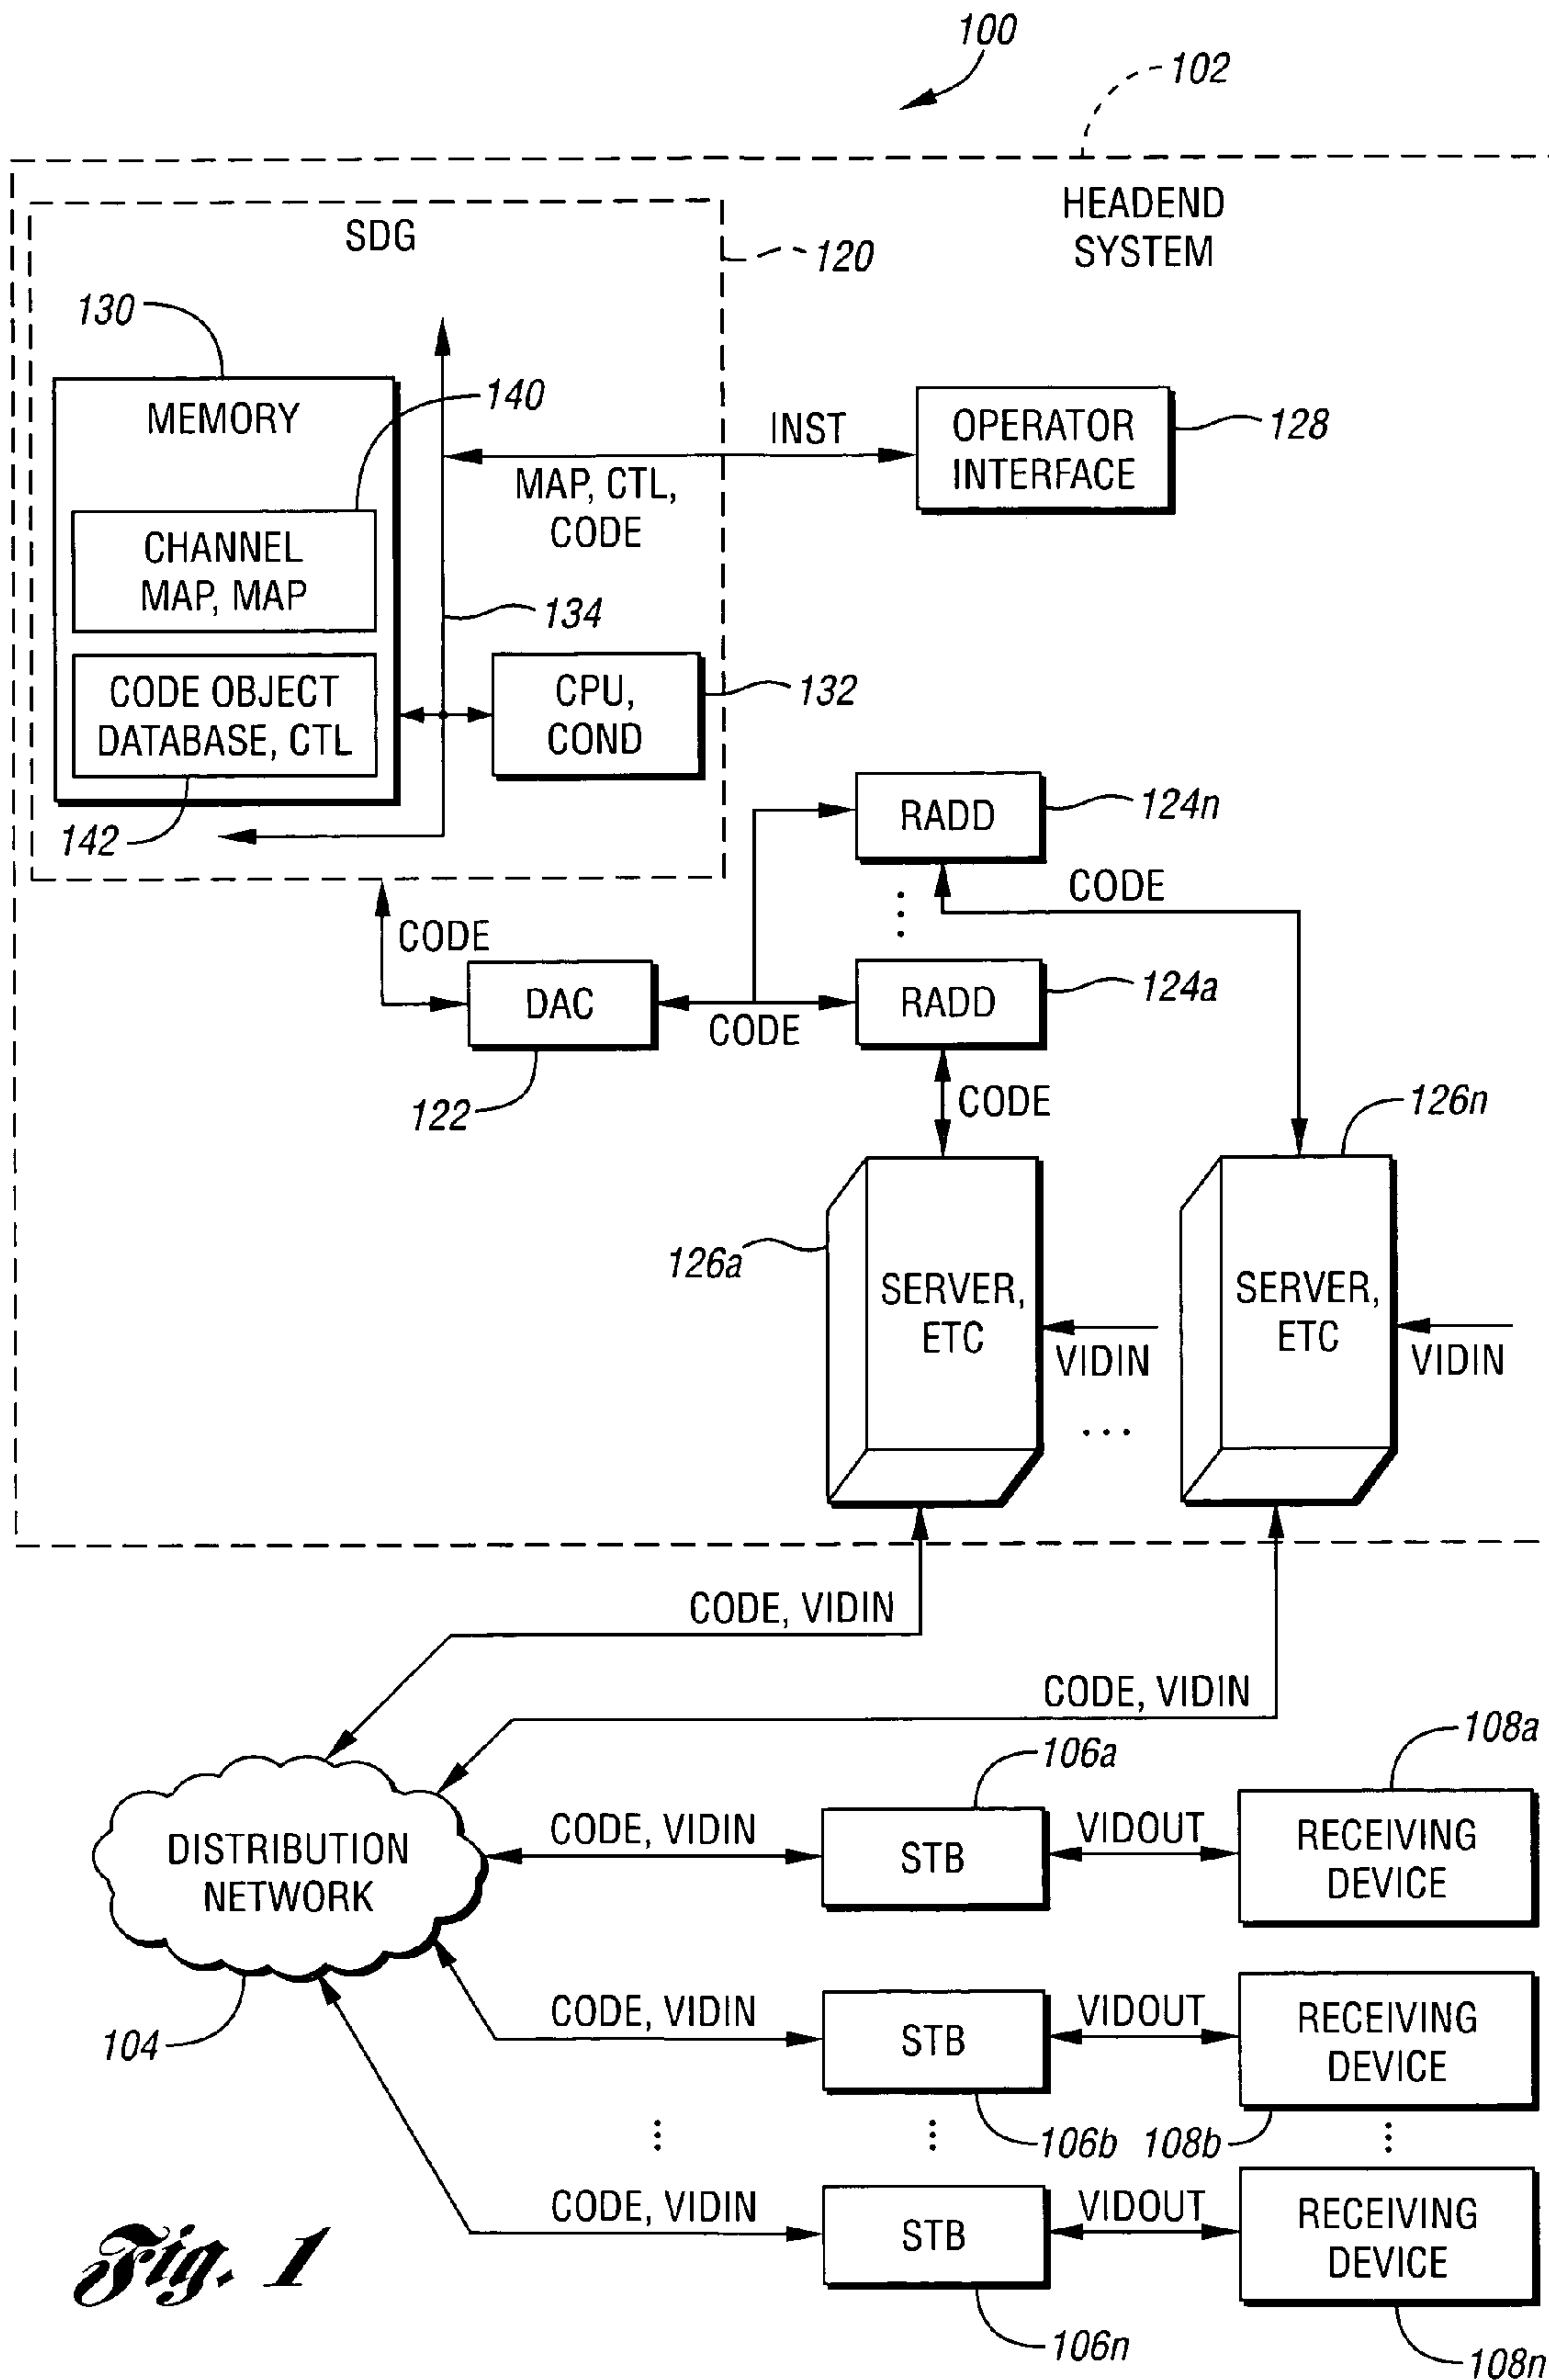 100
102
HEADEND
SYSTEM
SDG
120
130
MEMORY
140
INST
OPERATOR
INTERFACE
128
MAP, CTL,
CODE
CHANNEL
MAP, MAP
134
CODE OBJECT
DATABASE, CTL
CPU,
COND
132
142
RADD
124n
CODE
CODE
DAC
CODE
RADD
124a
122
CODE
126n
126a
SERVER,
ETC
VIDIN
SERVER,
ETC
VIDIN
CODE, VIDIN
CODE, VIDIN
106a
108a
DISTRIBUTION
NETWORK
CODE, VIDIN
STB
VIDOUT
RECEIVING
DEVICE
104
CODE, VIDIN
STB
VIDOUT
RECEIVING
DEVICE
106b
108b
CODE, VIDIN
STB
VIDOUT
RECEIVING
DEVICE
Fig. 1
106n
108n